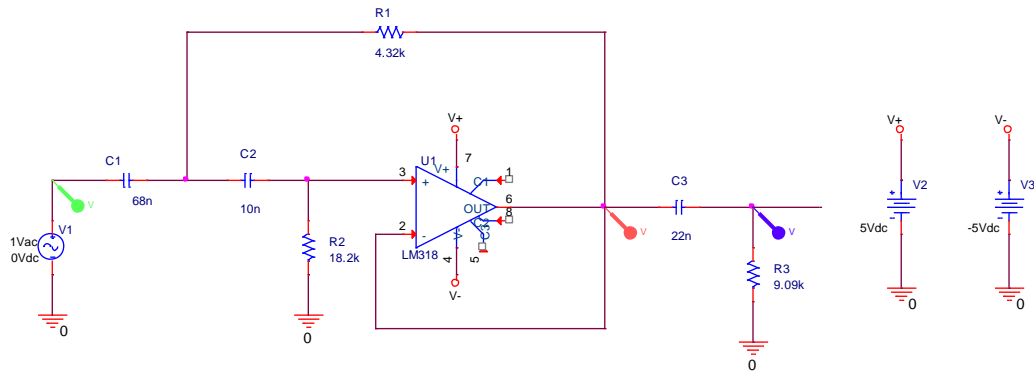 R1
4.32k
C1
68n
C2
10n
V
V1
1Vac
0Vdc
0
R2
18.2k
0
U1
V+
7
V+
3
+
2
-
LM318
1
C1
6
OUT
8
5
4
V-
V-
V
C3
22n
V
R3
9.09k
0
V+
V2
5Vdc
0
V-
V3
-5Vdc
0